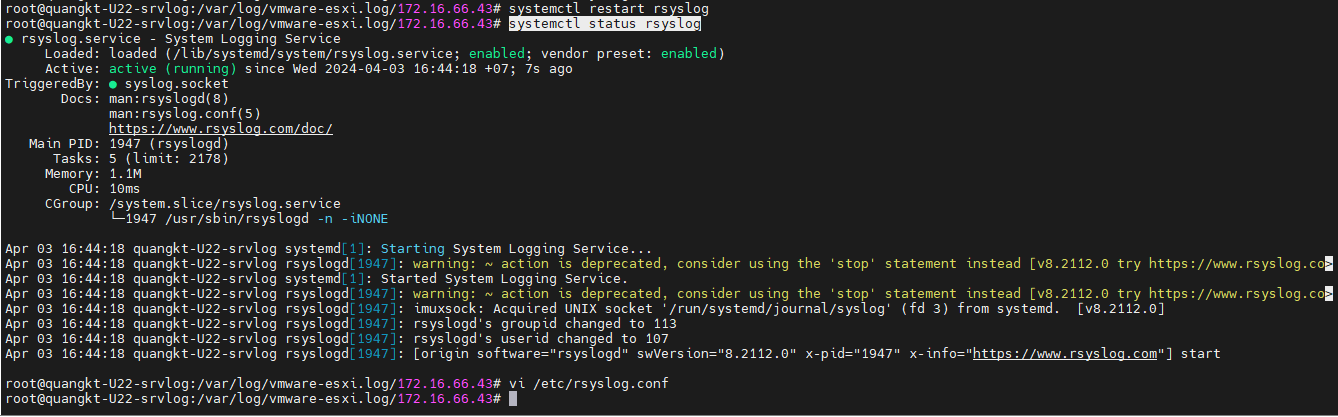 root@quangkt-U22-srvlog:/var/log/vmware-esxi.log/172.16.66.43# systemctl restart rsyslog
root@quangkt-U22-srvlog:/var/log/vmware-esxi.log/172.16.66.43# systemctl status rsyslog
● rsyslog.service - System Logging Service
Loaded: loaded (/lib/systemd/system/rsyslog.service; enabled; vendor preset: enabled)
Active: active (running) since Wed 2024-04-03 16:44:18 +07; 7s ago
TriggeredBy: ● syslog.socket
Docs: man:rsyslogd(8)
man:rsyslog.conf(5)
https://www.rsyslog.com/doc/
Main PID: 1947 (rsyslogd)
Tasks: 5 (limit: 2178)
Memory: 1.1M
CPU: 10ms
CGroup: /system.slice/rsyslog.service
└─1947 /usr/sbin/rsyslogd -n -iNONE
Apr 03 16:44:18 quangkt-U22-srvlog systemd[1]: Starting System Logging Service...
Apr 03 16:44:18 quangkt-U22-srvlog rsyslogd[1947]: warning: ~ action is deprecated, consider using the 'stop' statement instead [v8.2112.0 try https://www.rsyslog.co>
Apr 03 16:44:18 quangkt-U22-srvlog systemd[1]: Started System Logging Service.
Apr 03 16:44:18 quangkt-U22-srvlog rsyslogd[1947]: warning: ~ action is deprecated, consider using the 'stop' statement instead [v8.2112.0 try https://www.rsyslog.co>
Apr 03 16:44:18 quangkt-U22-srvlog rsyslogd[1947]: imuxsock: Acquired UNIX socket '/run/systemd/journal/syslog' (fd 3) from systemd.  [v8.2112.0]
Apr 03 16:44:18 quangkt-U22-srvlog rsyslogd[1947]: rsyslogd's groupid changed to 113
Apr 03 16:44:18 quangkt-U22-srvlog rsyslogd[1947]: rsyslogd's userid changed to 107
Apr 03 16:44:18 quangkt-U22-srvlog rsyslogd[1947]: [origin software="rsyslogd" swVersion="8.2112.0" x-pid="1947" x-info="https://www.rsyslog.com"] start
root@quangkt-U22-srvlog:/var/log/vmware-esxi.log/172.16.66.43# vi /etc/rsyslog.conf
root@quangkt-U22-srvlog:/var/log/vmware-esxi.log/172.16.66.43#